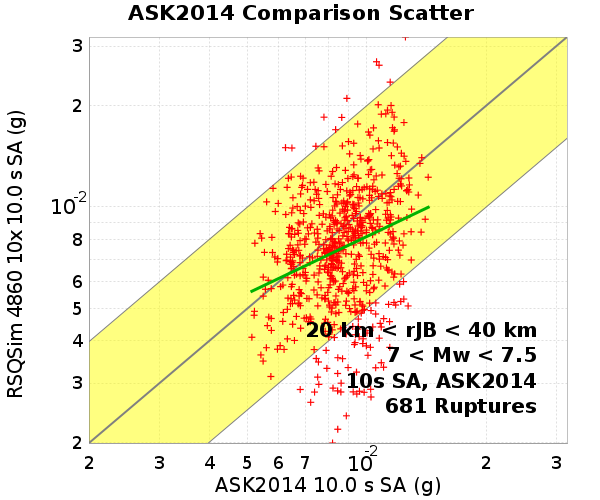 ASK2014 Comparison Scatter
RSQSim 4860 10x 10.0 s SA (g)
3
2
10-2
8
6
5
4
3
2
2 3 4 5 6 7 10-2 2 3
ASK2014 10.0 s SA (g)
20 km < rJB < 40 km
7 < Mw < 7.5
10s SA, ASK2014
681 Ruptures